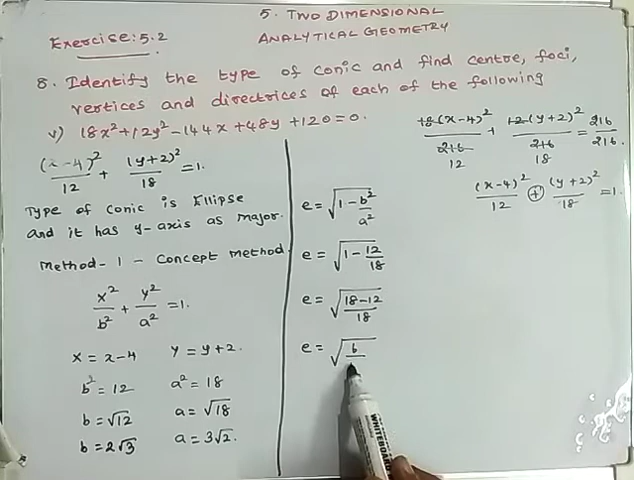 5. TWO DIMENSIONAL
ANALYTICAL GEOMETRY
Exercise: 5.2
8. Identify the type of conic and find centre, foci,
vertices and directrices of each of the following
v) 18x²+12y²-144x+48y+120=0.
(x-4)²/12 + (y+2)²/18 = 1.
Type of conic is Ellipse
and it has y-axis as major.
Method-1 - Concept method.
x²/b² + y²/a² = 1.
X = x-4 Y = y+2.
b² = 12 a² = 18
b = √12 a = √18
b = 2√3 a = 3√2.
e = √(1 - b²/a²)
e = √(1 - 12/18)
e = √((18-12)/18)
e = √(6/
18(x-4)²/216 + 12(y+2)²/216 = 216/216.
12 18
(x-4)²/12 + (y+2)²/18 = 1.
WHITEBOARD